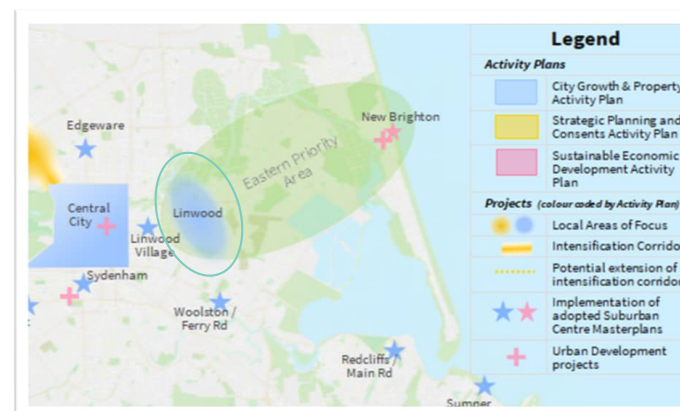 Edgeware
Central
City
Linwood
Linwood
Village
Sydenham
Woolston /
Ferry Rd
Redcliffs /
Main Rd
Sumner
New Brighton
Eastern Priority
Area
Legend
Activity Plans
City Growth & Property
Activity Plan
Strategic Planning and
Consents Activity Plan
Sustainable Economic
Development Activity
Plan
Projects (colour coded by Activity Plan)
Local Areas of Focus
Intensification Corrido
Potential extension of
intensification corrido
Implementation of
adopted Suburban
Centre Masterplans
Urban Development
projects